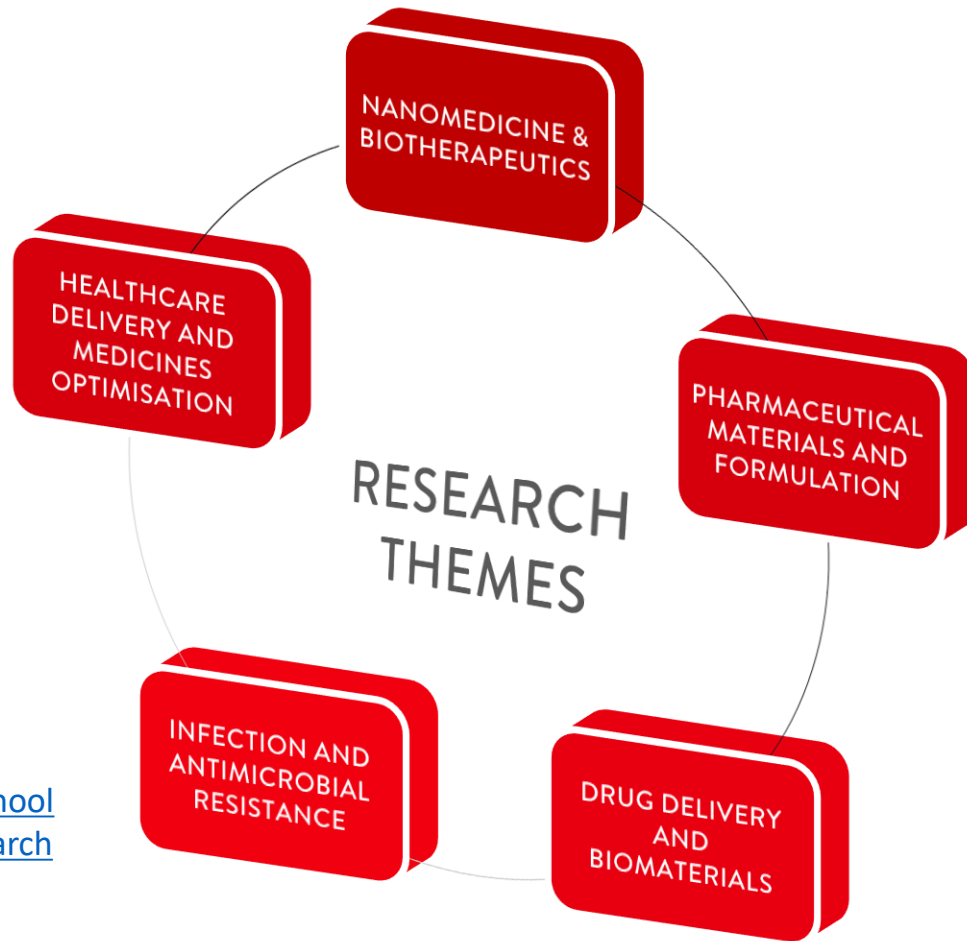 NANOMEDICINE &
BIOTHERAPEUTICS
HEALTHCARE
DELIVERY AND
MEDICINES
OPTIMISATION
PHARMACEUTICAL
MATERIALS AND
FORMULATION
RESEARCH
THEMES
INFECTION AND
ANTIMICROBIAL
RESISTANCE
DRUG DELIVERY
AND
BIOMATERIALS
hool
arch